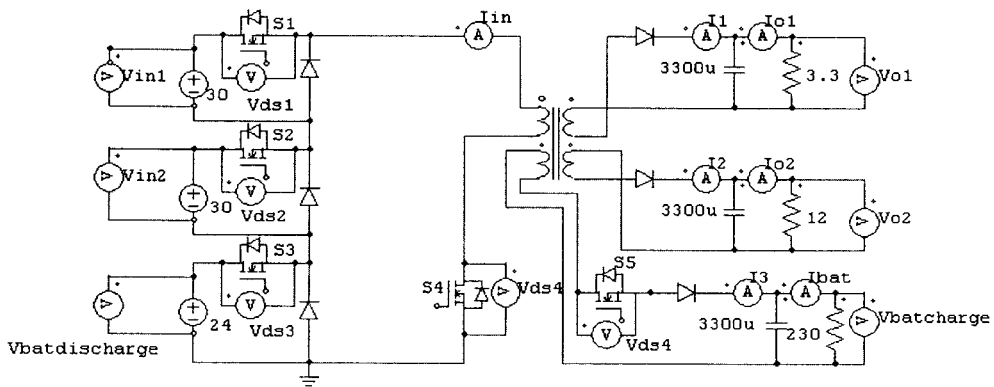 S1
Iin
I1
Io1
Vin1
30
Vds1
3300u
3.3
Vo1
S2
Vin2
30
Vds2
I2
Io2
3300u
12
Vo2
S3
24
Vds3
Vbatdischarge
S4
Vds4
S5
Vds4
I3
Ibat
3300u
230
Vbatcharge
V
V
V
V
V
V
V
V
V
V
V
A
A
A
A
A
A
A